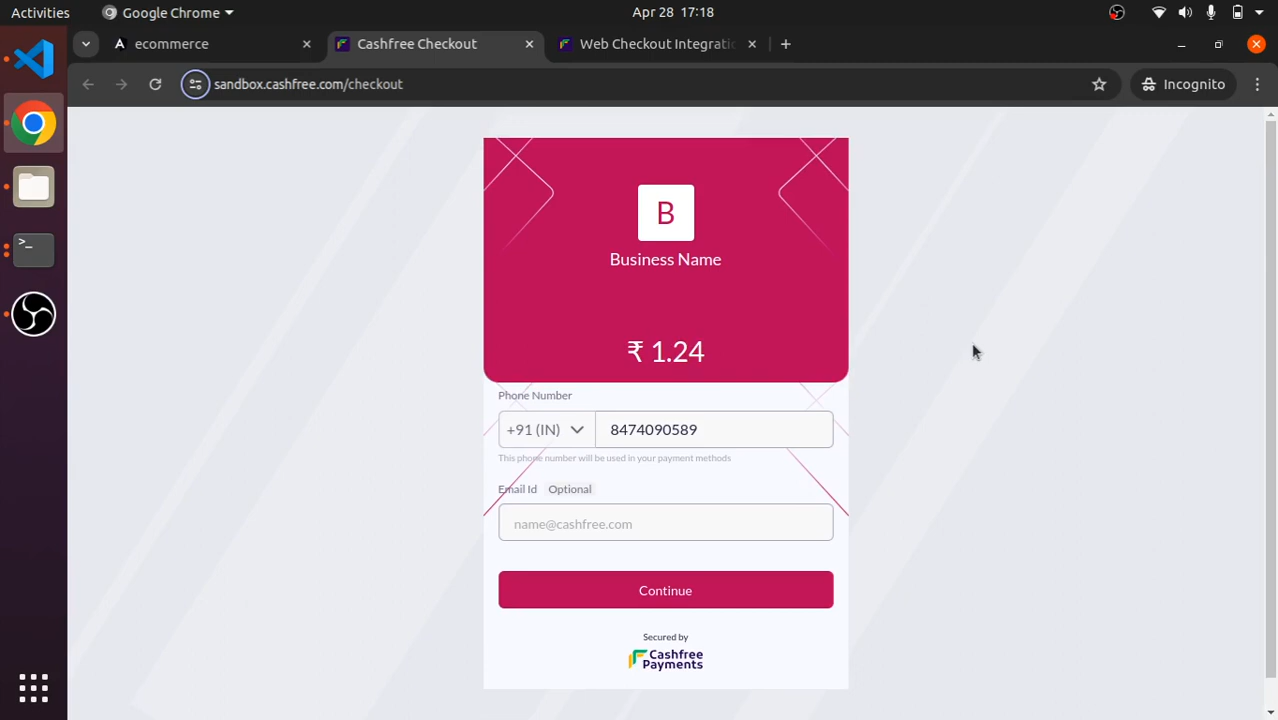 Activities Google Chrome Apr 28 17:18
ecommerce Cashfree Checkout Web Checkout Integrati
sandbox.cashfree.com/checkout Incognito
B
Business Name
₹ 1.24
Phone Number
+91 (IN) 8474090589
This phone number will be used in your payment methods
Email Id Optional
name@cashfree.com
Continue
Secured by
Cashfree
Payments